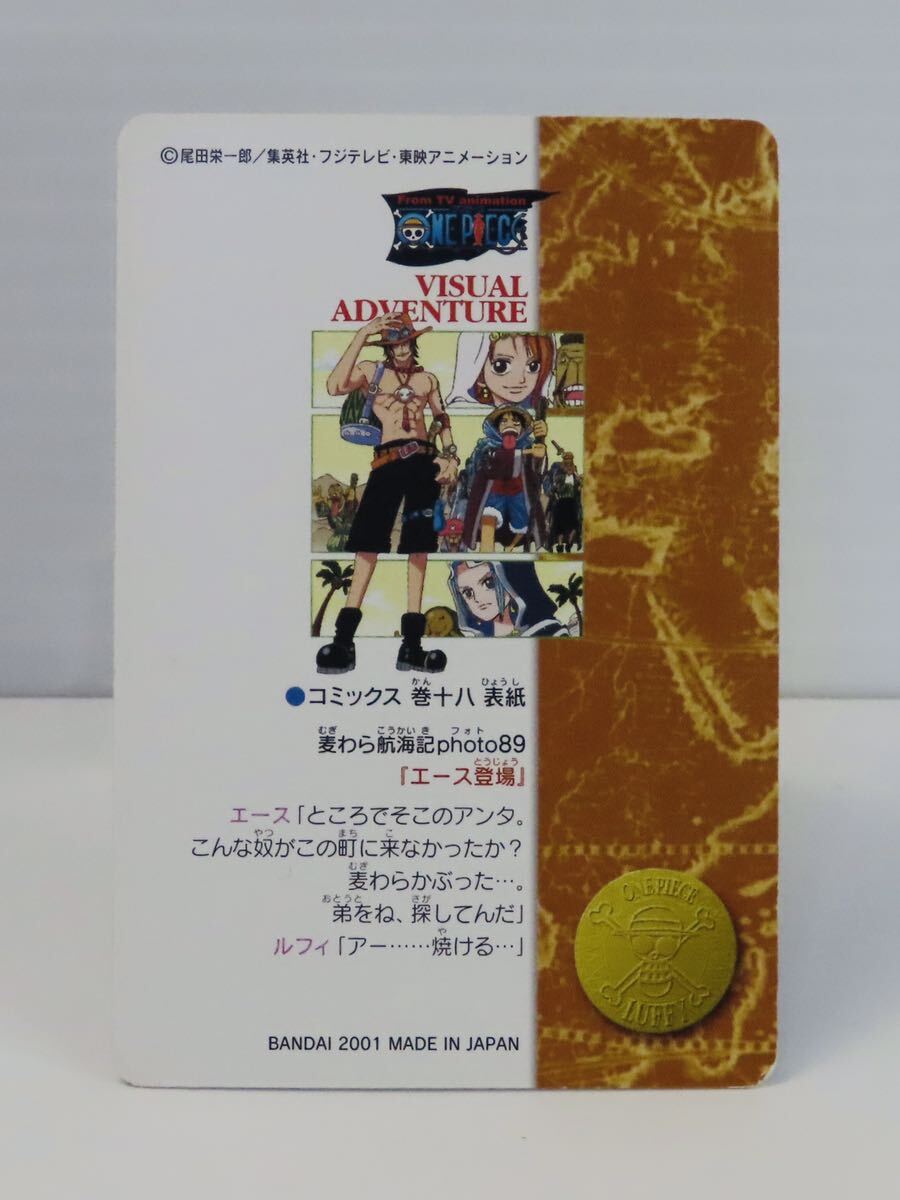 ©尾田栄一郎／集英社・フジテレビ・東映アニメーション
From TV animation
ONE PIECE
VISUAL
ADVENTURE
●コミックス 巻十八 表紙
麦わら航海記photo89
『エース登場』
エース「ところでそこのアンタ。
こんな奴がこの町に来なかったか？
麦わらかぶった…。
弟をね、探してんだ」
ルフィ「アー……焼ける…」
ONE PIECE
LUFFY
BANDAI 2001 MADE IN JAPAN